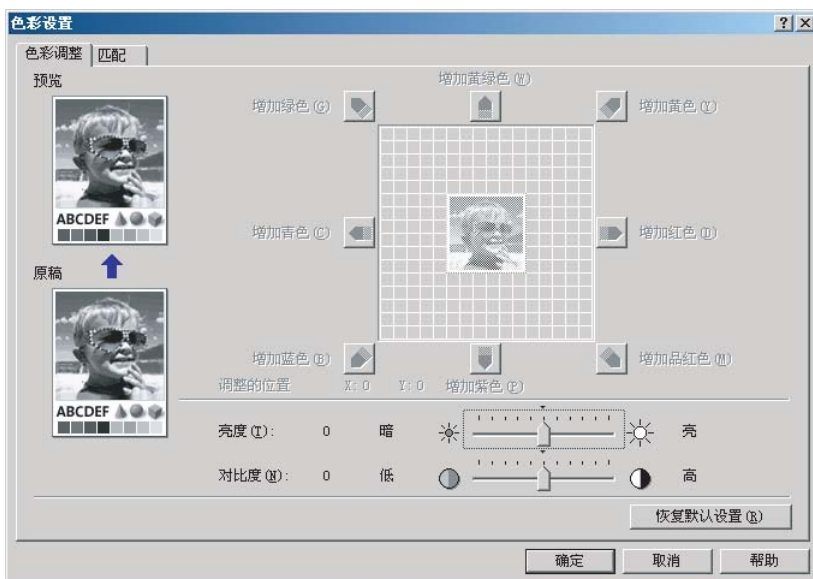 色彩设置
色彩调整 匹配
预览
增加黄绿色(W)
增加绿色(G) 增加黄色(Y)
ABCDEF
增加青色(C) 增加红色(D)
原稿
增加蓝色(B) 增加品红色(M)
调整的位置 X:0 Y:0 增加紫色(P)
ABCDEF
亮度(T): 0 暗 亮
对比度(N): 0 低 高
恢复默认设置(R)
确定 取消 帮助